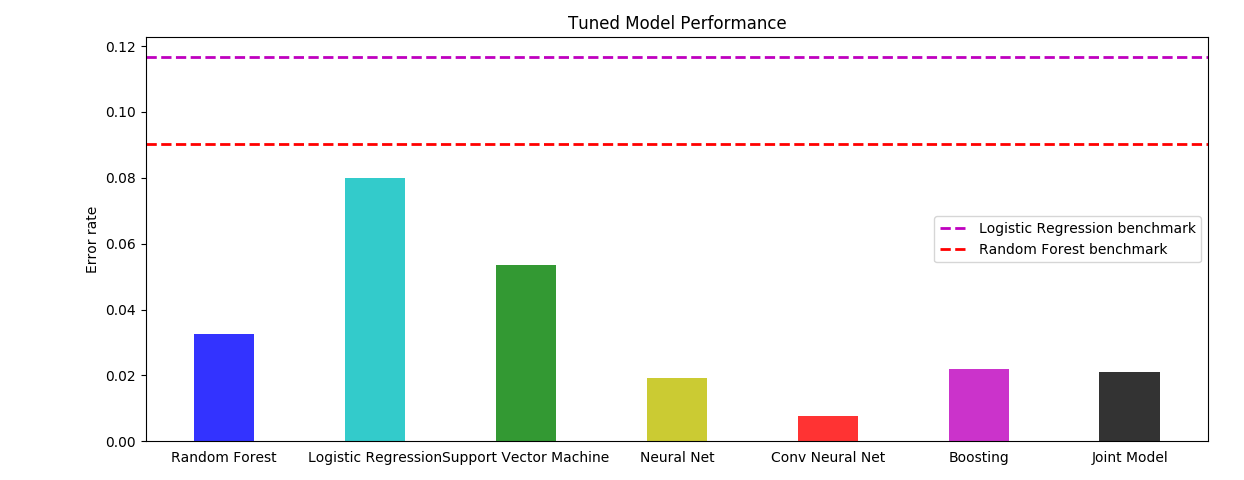 Tuned Model Performance
0.12
0.10
0.08
0.06
0.04
0.02
0.00
Error rate
Logistic Regression benchmark
Random Forest benchmark
Random Forest Logistic Regression Support Vector Machine Neural Net Conv Neural Net Boosting Joint Model